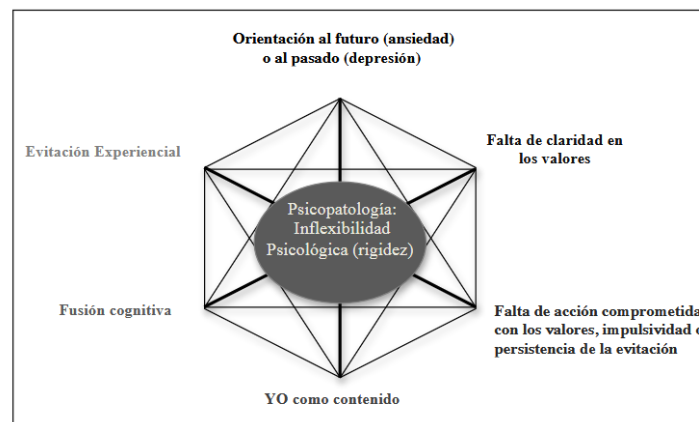 Orientación al futuro (ansiedad)
o al pasado (depresión)
Evitación Experiencial
Falta de claridad en
los valores
Psicopatología:
Inflexibilidad
Psicológica (rigidez)
Fusión cognitiva
Falta de acción comprometida
con los valores, impulsividad o
persistencia de la evitación
YO como contenido